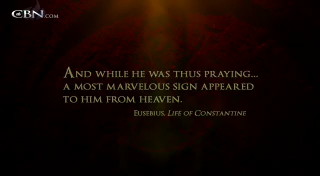 CBN.COM
AND WHILE HE WAS THUS PRAYING...
A MOST MARVELOUS SIGN APPEARED
TO HIM FROM HEAVEN.
EUSEBIUS, LIFE OF CONSTANTINE